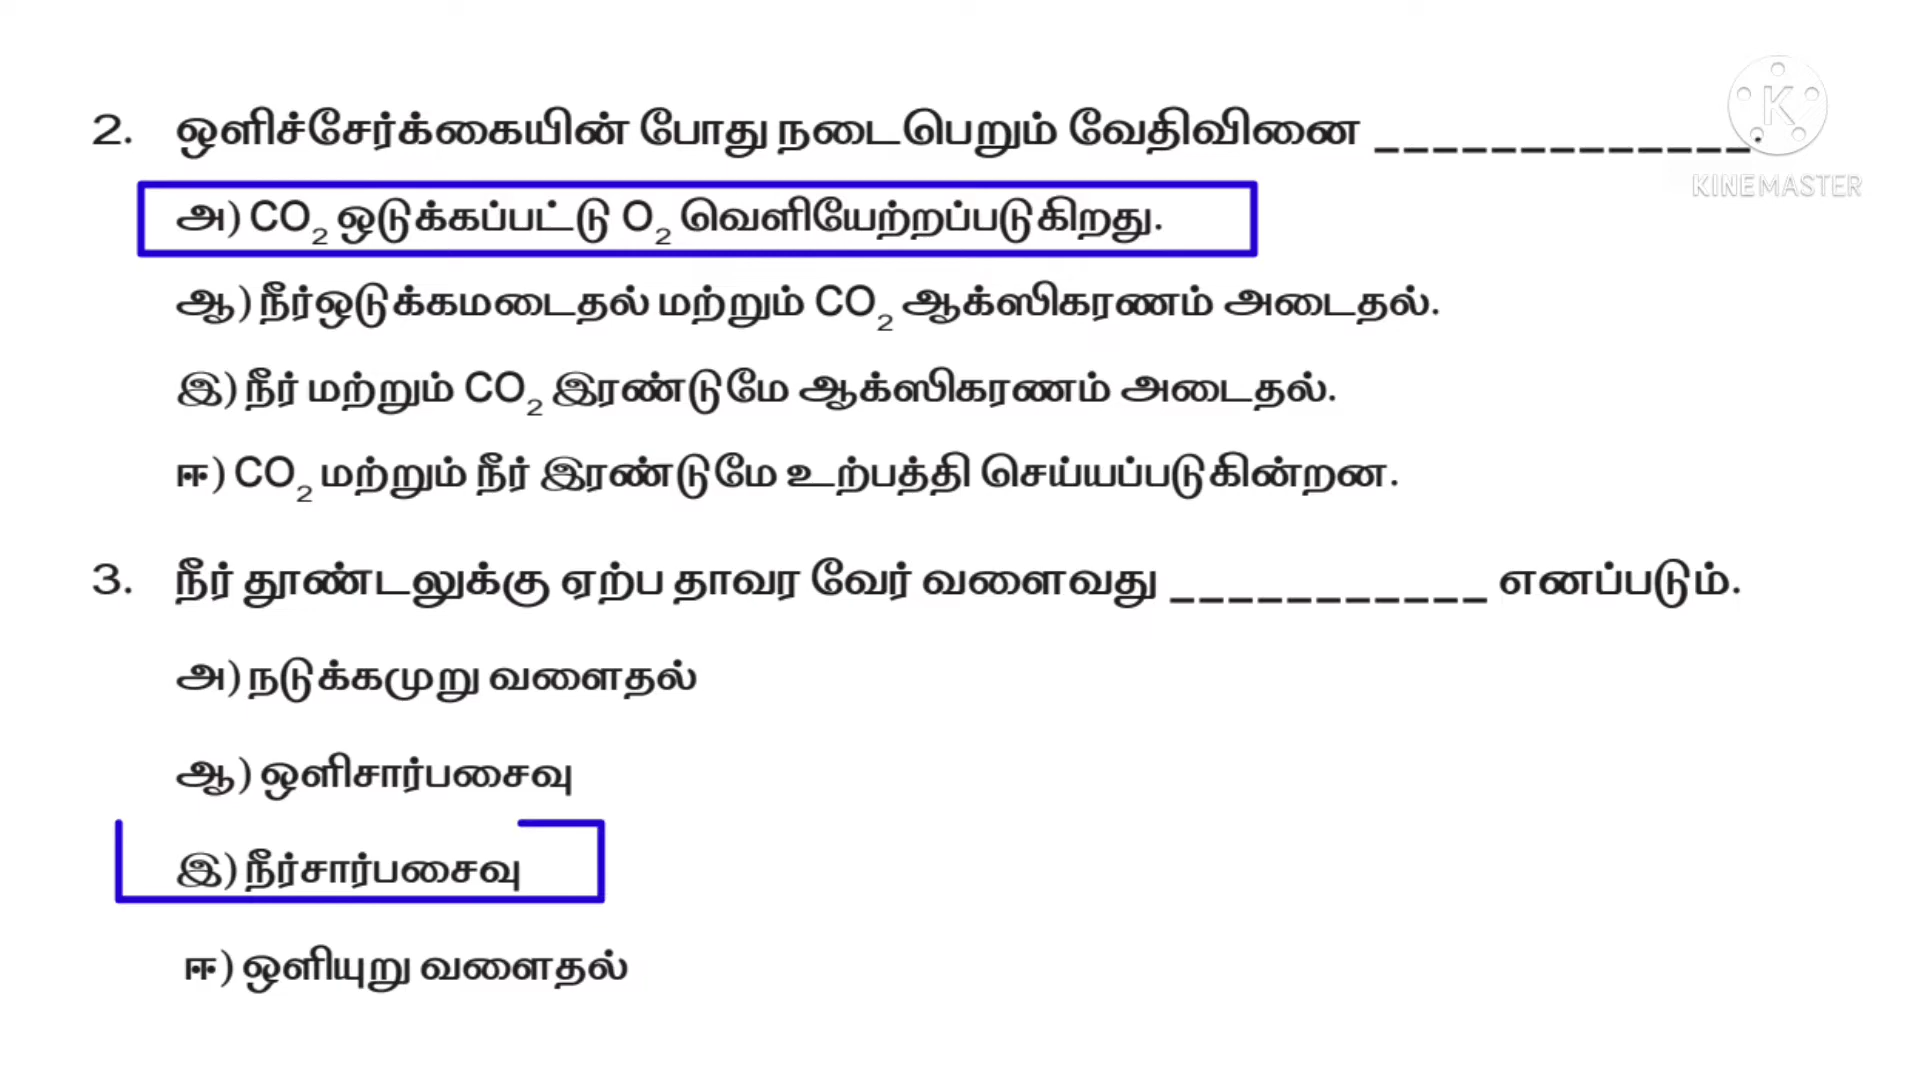 2. ஒளிச்சேர்க்கையின் போது நடைபெறும் வேதிவினை _____________.
KINEMASTER
அ) CO₂ ஒடுக்கப்பட்டு O₂ வெளியேற்றப்படுகிறது.
ஆ) நீர்ஒடுக்கமடைதல் மற்றும் CO₂ ஆக்ஸிகரணம் அடைதல்.
இ) நீர் மற்றும் CO₂ இரண்டுமே ஆக்ஸிகரணம் அடைதல்.
ஈ) CO₂ மற்றும் நீர் இரண்டுமே உற்பத்தி செய்யப்படுகின்றன.
3. நீர் தூண்டலுக்கு ஏற்ப தாவர வேர் வளைவது ___________ எனப்படும்.
அ) நடுக்கமுறு வளைதல்
ஆ) ஒளிசார்பசைவு
இ) நீர்சார்பசைவு
ஈ) ஒளியுறு வளைதல்